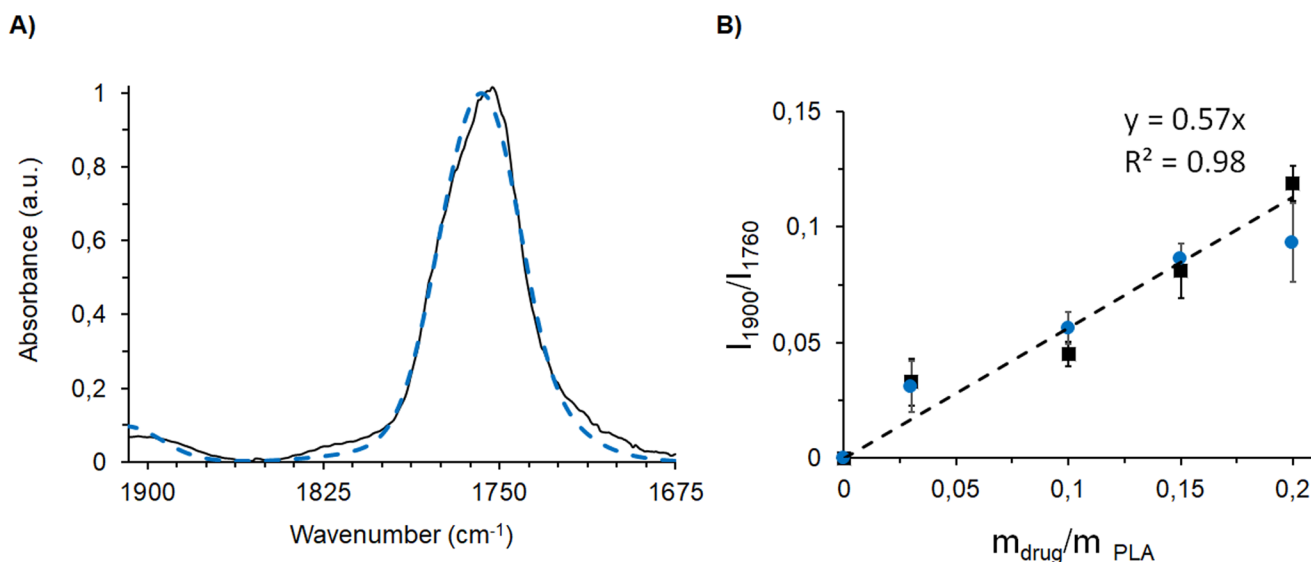 A)
Absorbance (a.u.)
1
0,8
0,6
0,4
0,2
0
1900
1825
1750
1675
Wavenumber (cm-1)
B)
I1900/I1760
0,15
0,1
0,05
0
y = 0.57x
R² = 0.98
0
0,05
0,1
0,15
0,2
mdrug/m PLA